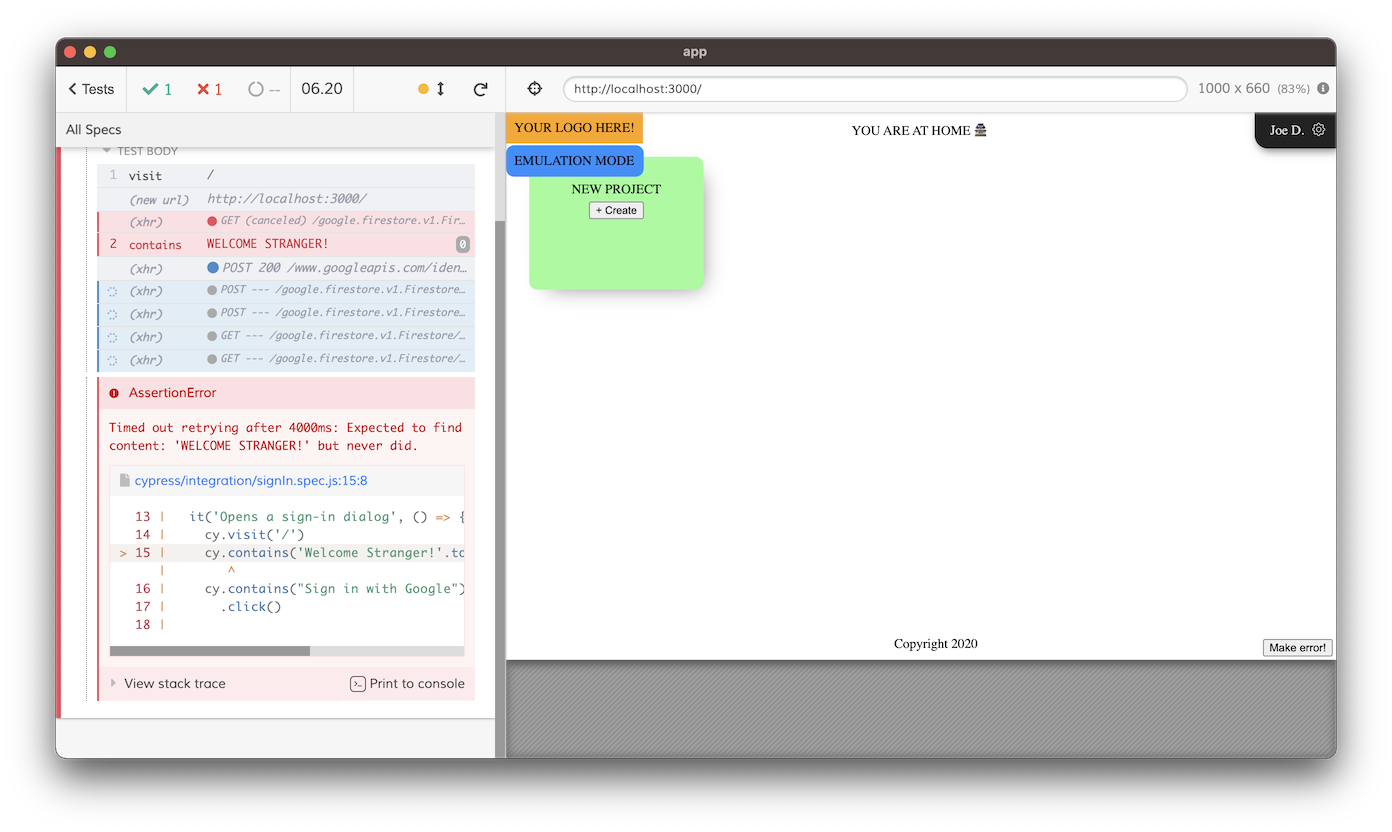 app
Tests
1
1
--
06.20
http://localhost:3000/
1000 x 660 (83%)
All Specs
TEST BODY
1 visit /
(new url) http://localhost:3000/
(xhr) GET (canceled) /google.firestore.v1.Fir…
2 contains WELCOME STRANGER! 0
(xhr) POST 200 /www.googleapis.com/iden…
(xhr) POST --- /google.firestore.v1.Firestore…
(xhr) POST --- /google.firestore.v1.Firestore…
(xhr) GET --- /google.firestore.v1.Firestore/…
(xhr) GET --- /google.firestore.v1.Firestore/…
AssertionError
Timed out retrying after 4000ms: Expected to find
content: 'WELCOME STRANGER!' but never did.
cypress/integration/signIn.spec.js:15:8
13 | it('Opens a sign-in dialog', () => {
14 | cy.visit('/')
> 15 | cy.contains('Welcome Stranger!'.to
| ^
16 | cy.contains("Sign in with Google")
17 | .click()
18 |
View stack trace
Print to console
YOUR LOGO HERE!
YOU ARE AT HOME
Joe D.
EMULATION MODE
NEW PROJECT
+ Create
Copyright 2020
Make error!